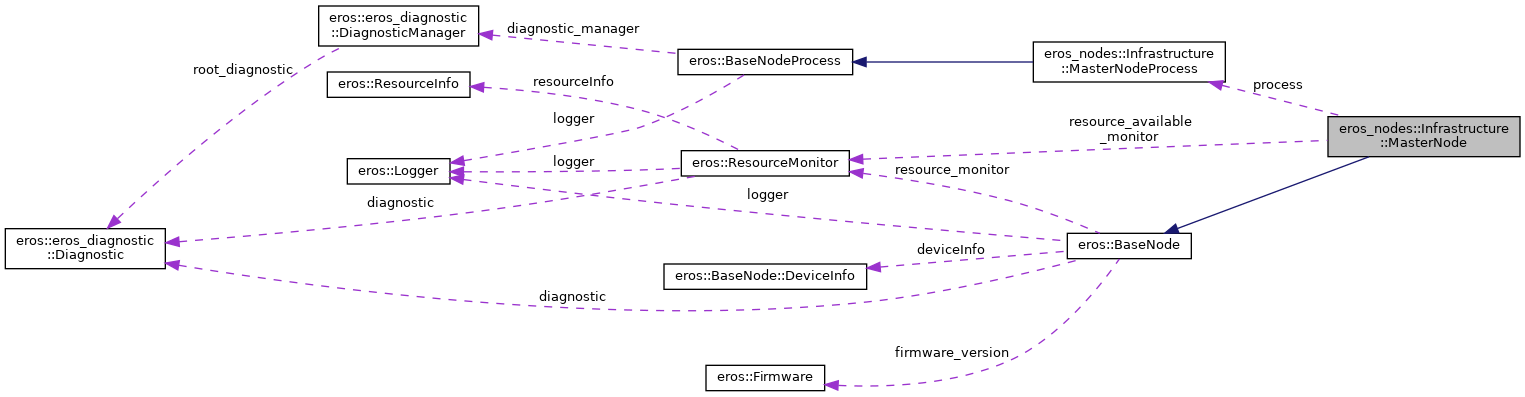 eros::eros_diagnostic
::DiagnosticManager
diagnostic_manager
eros::BaseNodeProcess
eros_nodes::Infrastructure
::MasterNodeProcess
root_diagnostic
eros::ResourceInfo
resourceInfo
process
logger
resource_available
_monitor
eros_nodes::Infrastructure
::MasterNode
eros::Logger
logger
eros::ResourceMonitor
resource_monitor
diagnostic
logger
eros::eros_diagnostic
::Diagnostic
eros::BaseNode
deviceInfo
eros::BaseNode::DeviceInfo
diagnostic
firmware_version
eros::Firmware